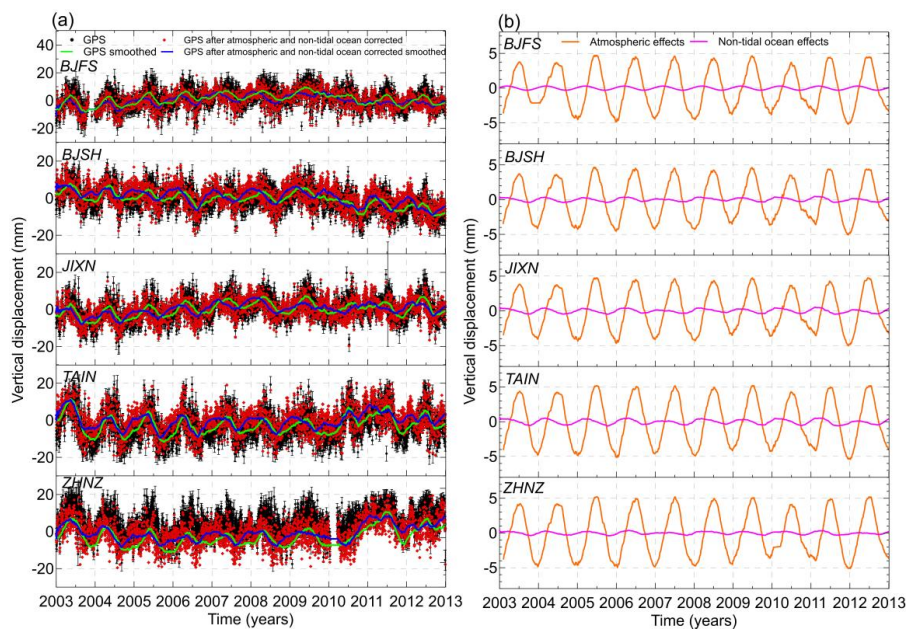 (a)
GPS
GPS after atmospheric and non-tidal ocean corrected
GPS smoothed
GPS after atmospheric and non-tidal ocean corrected smoothed
40
20
0
-20
BJFS
20
0
-20
BJSH
20
0
-20
JIXN
20
0
-20
TAIN
20
0
-20
ZHNZ
Vertical displacement (mm)
2003 2004 2005 2006 2007 2008 2009 2010 2011 2012 2013
Time (years)
(b)
Atmospheric effects
Non-tidal ocean effects
5
0
-5
BJFS
5
0
-5
BJSH
5
0
-5
JIXN
5
0
-5
TAIN
5
0
-5
ZHNZ
Vertical displacement (mm)
2003 2004 2005 2006 2007 2008 2009 2010 2011 2012 2013
Time (years)